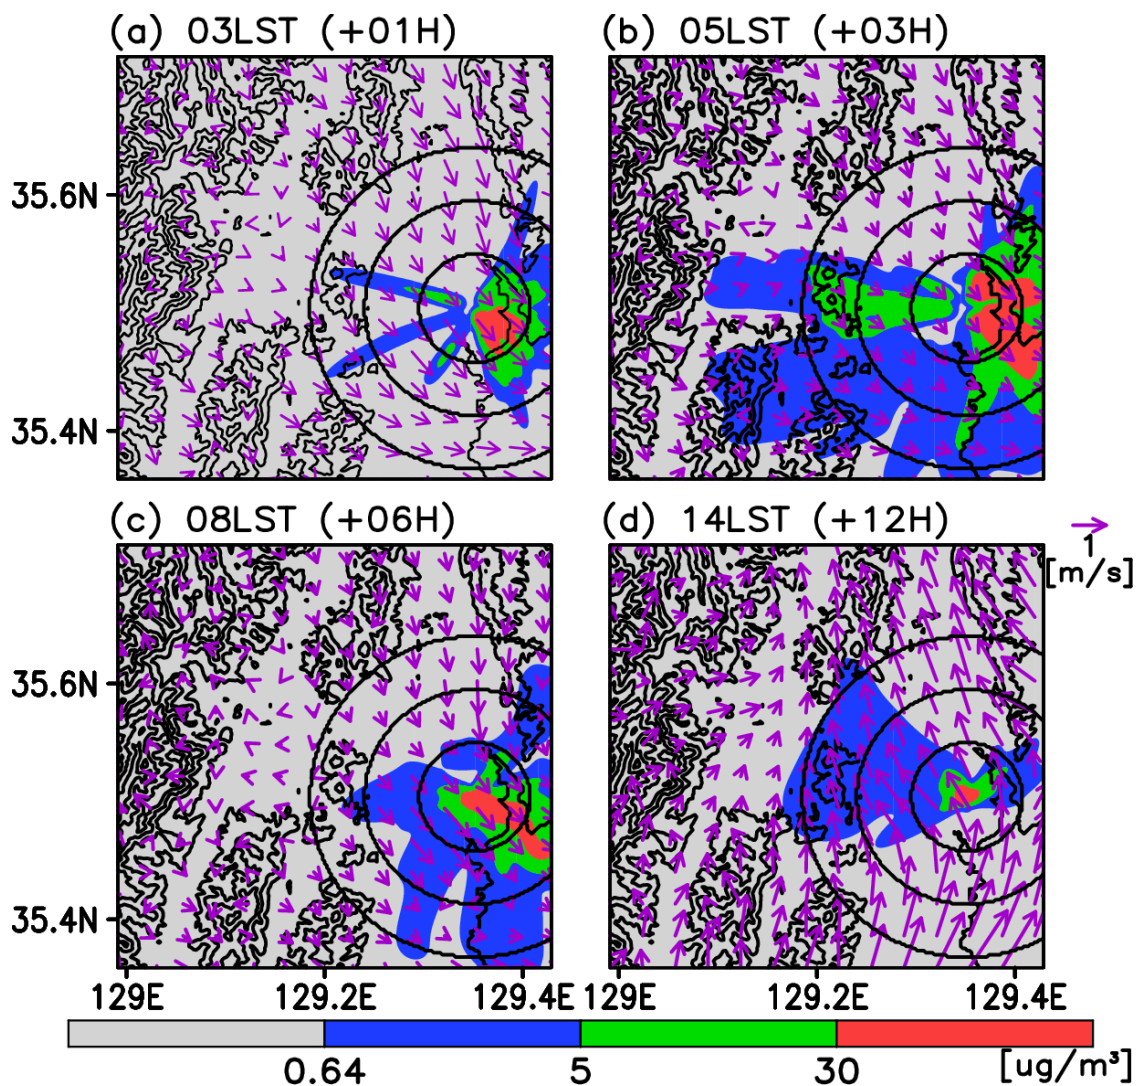 (a) 03LST (+01H)
(b) 05LST (+03H)
35.6N
35.4N
(c) 08LST (+06H)
(d) 14LST (+12H)
1
[m/s]
35.6N
35.4N
129E 129.2E 129.4E 129E 129.2E 129.4E
0.64 5 30 [ug/m³]